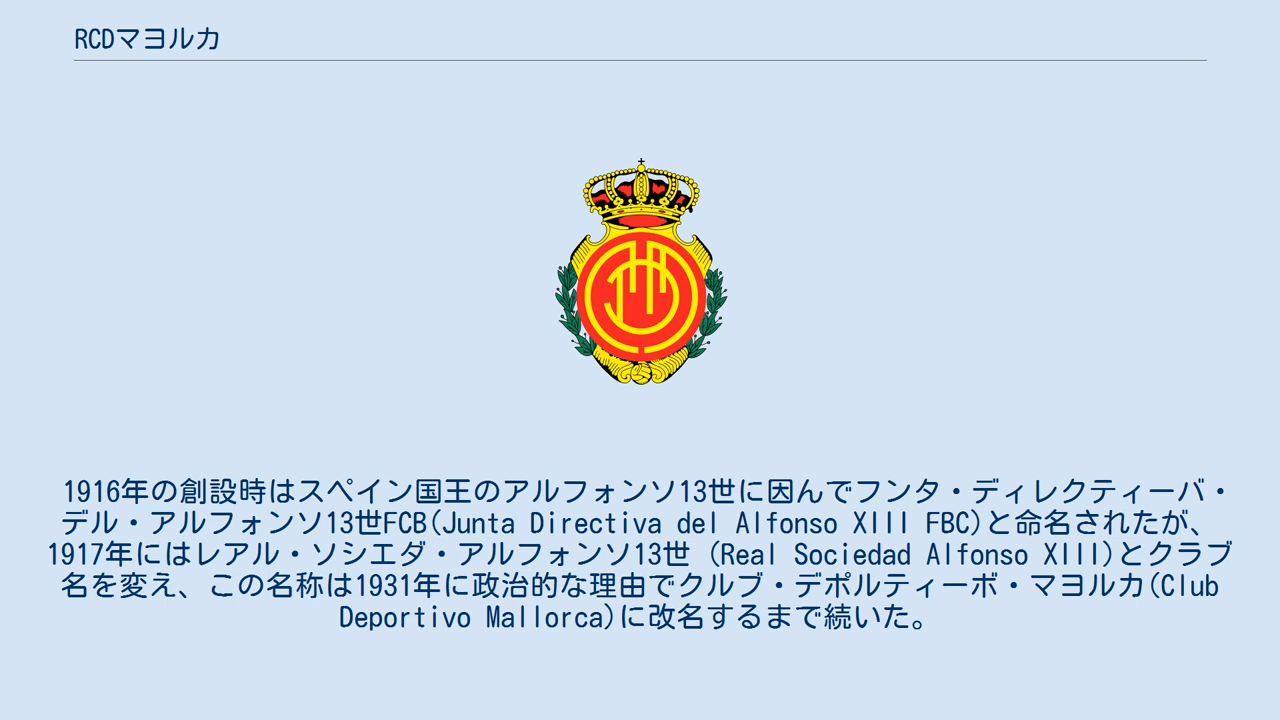 RCDマヨルカ
1916年の創設時はスペイン国王のアルフォンソ13世に因んでフンタ・ディレクティーバ・
デル・アルフォンソ13世FCB(Junta Directiva del Alfonso XIII FBC)と命名されたが、
1917年にはレアル・ソシエダ・アルフォンソ13世 (Real Sociedad Alfonso XIII)とクラブ
名を変え、この名称は1931年に政治的な理由でクルブ・デポルティーボ・マヨルカ(Club
Deportivo Mallorca)に改名するまで続いた。